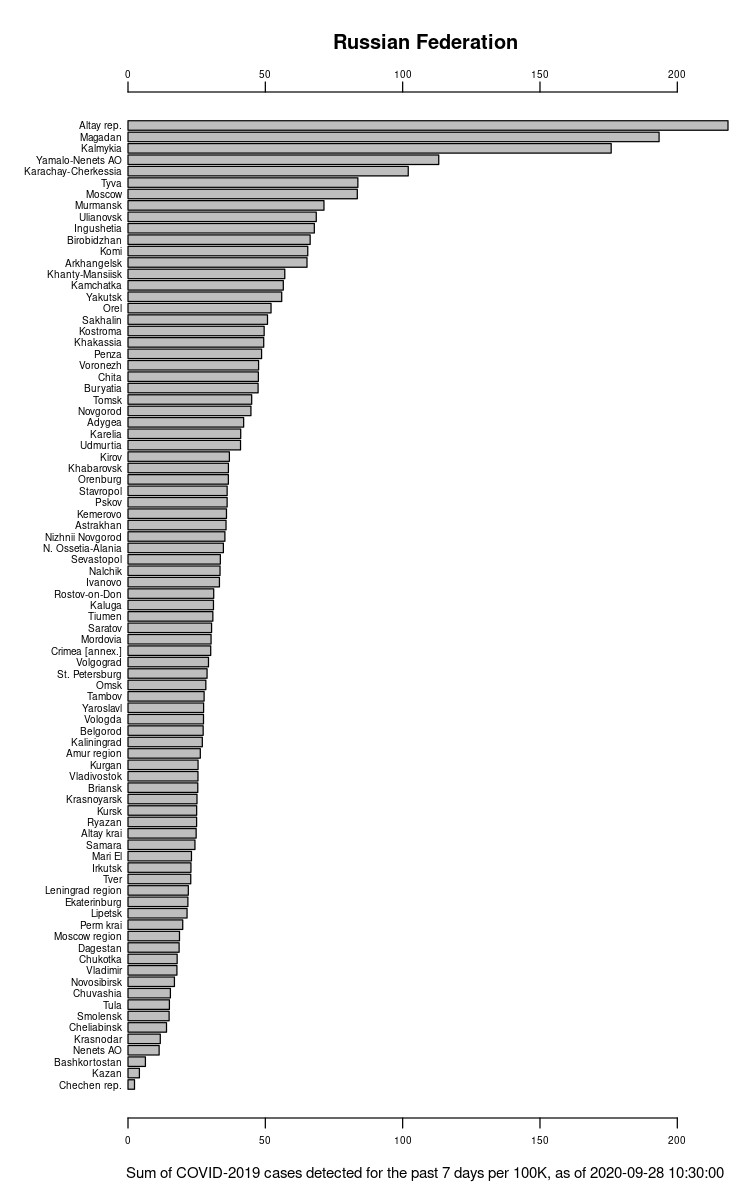 Russian Federation
0 50 100 150 200
Altay rep.
Magadan
Kalmykia
Yamalo-Nenets AO
Karachay-Cherkessia
Tyva
Moscow
Murmansk
Ulianovsk
Ingushetia
Birobidzhan
Komi
Arkhangelsk
Khanty-Mansiisk
Kamchatka
Yakutsk
Orel
Sakhalin
Kostroma
Khakassia
Penza
Voronezh
Chita
Buryatia
Tomsk
Novgorod
Adygea
Karelia
Udmurtia
Kirov
Khabarovsk
Orenburg
Stavropol
Pskov
Kemerovo
Astrakhan
Nizhnii Novgorod
N. Ossetia-Alania
Sevastopol
Nalchik
Ivanovo
Rostov-on-Don
Kaluga
Tiumen
Saratov
Mordovia
Crimea [annex.]
Volgograd
St. Petersburg
Omsk
Tambov
Yaroslavl
Vologda
Belgorod
Kaliningrad
Amur region
Kurgan
Vladivostok
Briansk
Krasnoyarsk
Kursk
Ryazan
Altay krai
Samara
Mari El
Irkutsk
Tver
Leningrad region
Ekaterinburg
Lipetsk
Perm krai
Moscow region
Dagestan
Chukotka
Vladimir
Novosibirsk
Chuvashia
Tula
Smolensk
Cheliabinsk
Krasnodar
Nenets AO
Bashkortostan
Kazan
Chechen rep.
0 50 100 150 200
Sum of COVID-2019 cases detected for the past 7 days per 100K, as of 2020-09-28 10:30:00